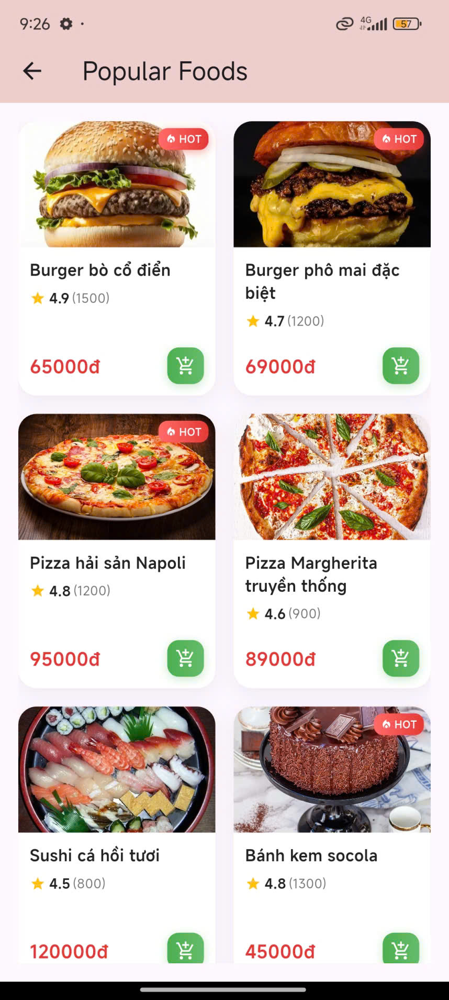 9:26
4G
57
Popular Foods
HOT
HOT
Burger bò cổ điển
4.9 (1500)
65000đ
Burger phô mai đặc
biệt
4.7 (1200)
69000đ
HOT
Pizza hải sản Napoli
4.8 (1200)
95000đ
Pizza Margherita
truyền thống
4.6 (900)
89000đ
HOT
Sushi cá hồi tươi
4.5 (800)
120000đ
Bánh kem socola
4.8 (1300)
45000đ